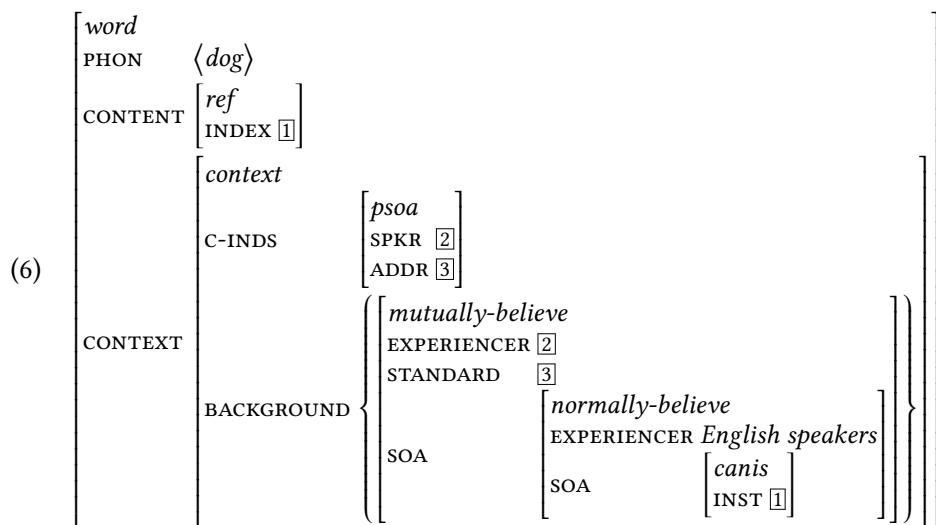 word
PHON ⟨dog⟩
ref
CONTENT
INDEX 1
context
psoa
C-INDS SPKR 2
ADDR 3
(6)
mutually-believe
CONTEXT EXPERIENCER 2
STANDARD 3
normally-believe
BACKGROUND
EXPERIENCER English speakers
SOA
canis
SOA
INST 1